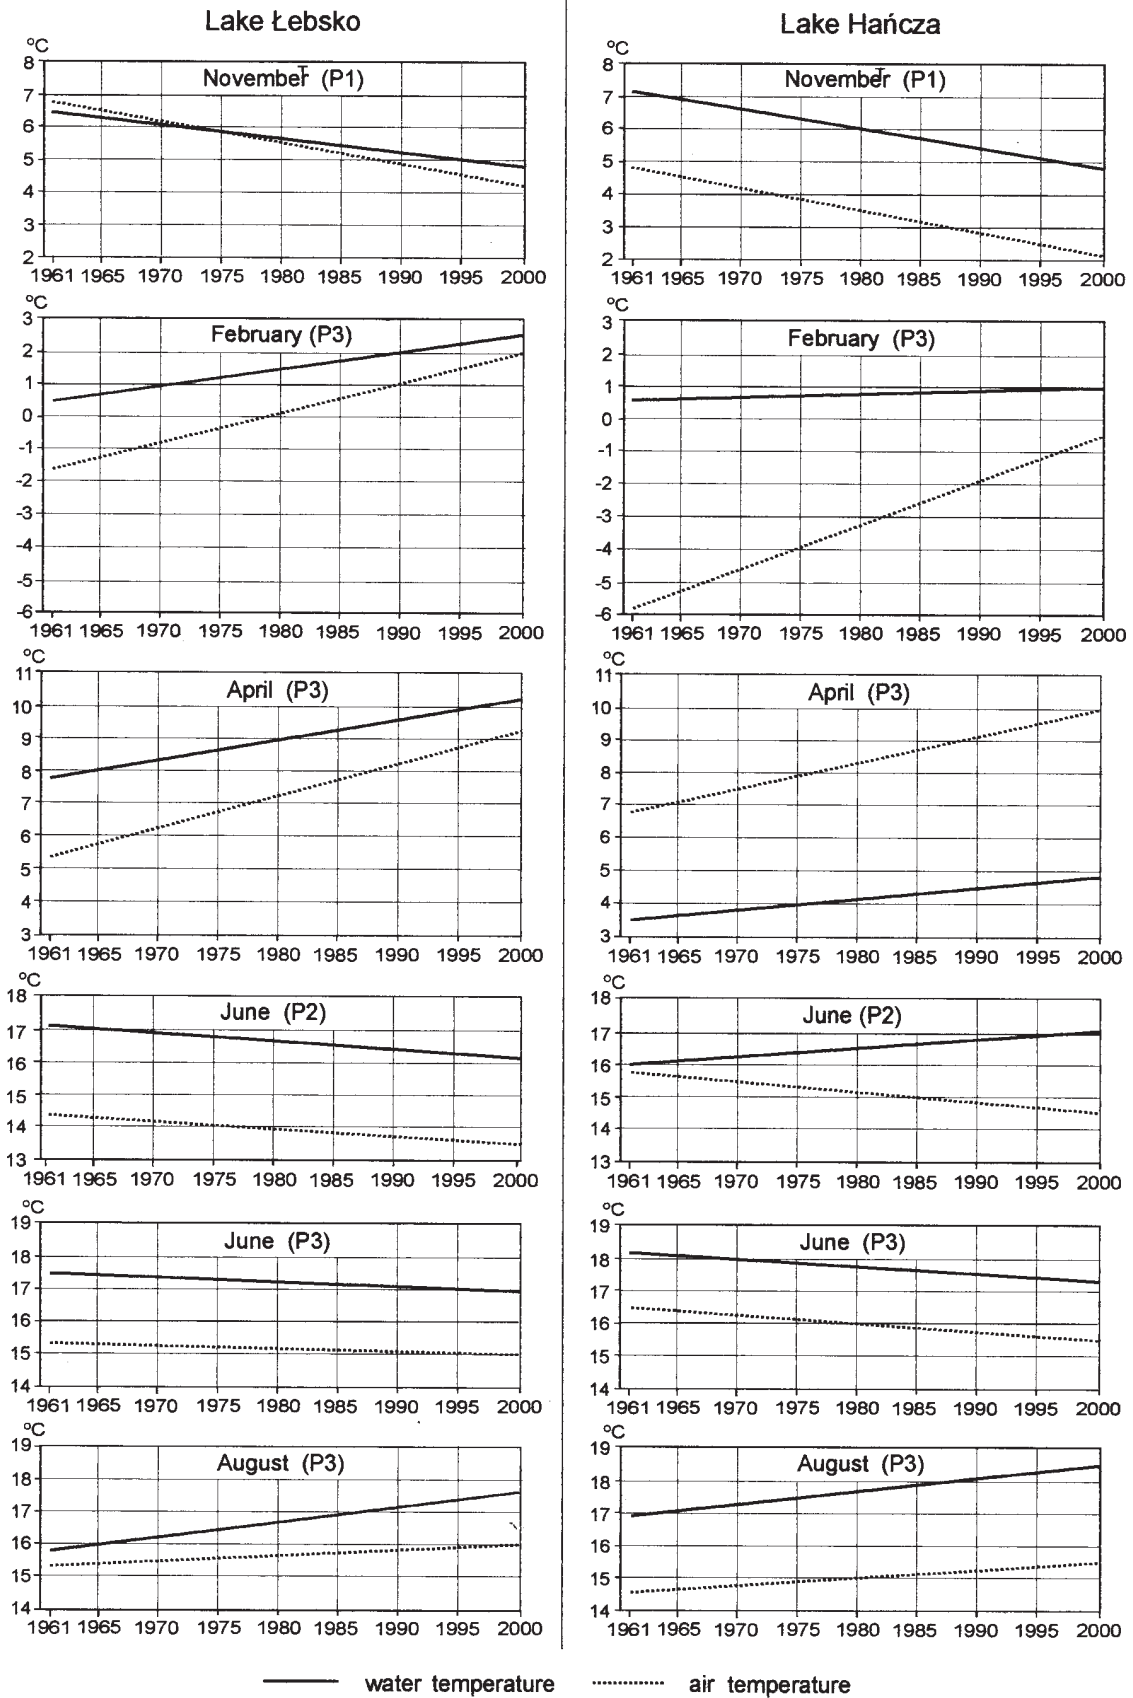 Lake Łebsko
°C
November (P1)
8
7
6
5
4
3
2
1961 1965 1970 1975 1980 1985 1990 1995 2000
°C
February (P3)
3
2
1
0
-1
-2
-3
-4
-5
-6
1961 1965 1970 1975 1980 1985 1990 1995 2000
°C
April (P3)
11
10
9
8
7
6
5
4
3
1961 1965 1970 1975 1980 1985 1990 1995 2000
°C
June (P2)
18
17
16
15
14
13
1961 1965 1970 1975 1980 1985 1990 1995 2000
°C
June (P3)
19
18
17
16
15
14
1961 1965 1970 1975 1980 1985 1990 1995 2000
°C
August (P3)
19
18
17
16
15
14
1961 1965 1970 1975 1980 1985 1990 1995 2000
Lake Hańcza
°C
November (P1)
8
7
6
5
4
3
2
1961 1965 1970 1975 1980 1985 1990 1995 2000
°C
February (P3)
3
2
1
0
-1
-2
-3
-4
-5
-6
1961 1965 1970 1975 1980 1985 1990 1995 2000
°C
April (P3)
11
10
9
8
7
6
5
4
3
1961 1965 1970 1975 1980 1985 1990 1995 2000
°C
June (P2)
18
17
16
15
14
13
1961 1965 1970 1975 1980 1985 1990 1995 2000
°C
June (P3)
19
18
17
16
15
14
1961 1965 1970 1975 1980 1985 1990 1995 2000
°C
August (P3)
19
18
17
16
15
14
1961 1965 1970 1975 1980 1985 1990 1995 2000
water temperature air temperature